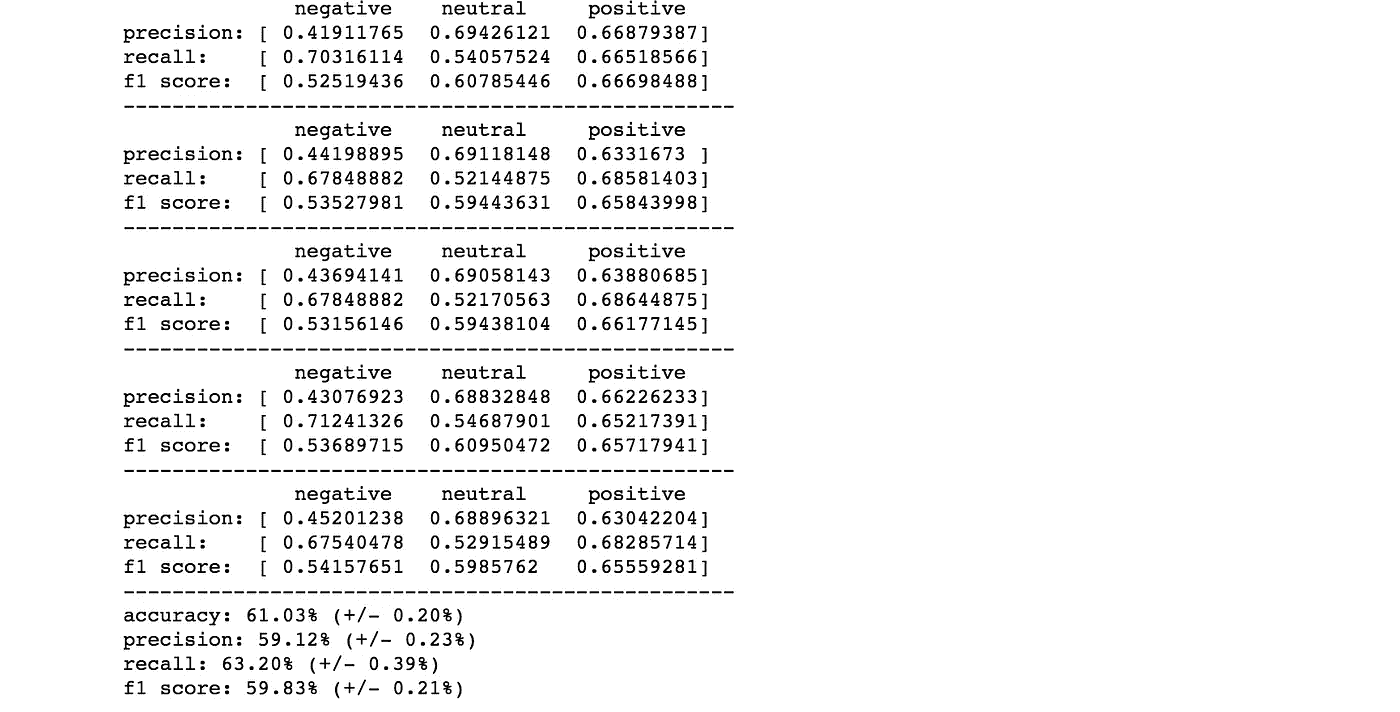 negative    neutral     positive
precision: [ 0.41911765  0.69426121  0.66879387]
recall:    [ 0.70316114  0.54057524  0.66518566]
f1 score:  [ 0.52519436  0.60785446  0.66698488]
--------------------------------------------------
              negative    neutral     positive
precision: [ 0.44198895  0.69118148  0.6331673 ]
recall:    [ 0.67848882  0.52144875  0.68581403]
f1 score:  [ 0.53527981  0.59443631  0.65843998]
--------------------------------------------------
              negative    neutral     positive
precision: [ 0.43694141  0.69058143  0.63880685]
recall:    [ 0.67848882  0.52170563  0.68644875]
f1 score:  [ 0.53156146  0.59438104  0.66177145]
--------------------------------------------------
              negative    neutral     positive
precision: [ 0.43076923  0.68832848  0.66226233]
recall:    [ 0.71241326  0.54687901  0.65217391]
f1 score:  [ 0.53689715  0.60950472  0.65717941]
--------------------------------------------------
              negative    neutral     positive
precision: [ 0.45201238  0.68896321  0.63042204]
recall:    [ 0.67540478  0.52915489  0.68285714]
f1 score:  [ 0.54157651  0.5985762   0.65559281]
--------------------------------------------------
accuracy: 61.03% (+/- 0.20%)
precision: 59.12% (+/- 0.23%)
recall: 63.20% (+/- 0.39%)
f1 score: 59.83% (+/- 0.21%)